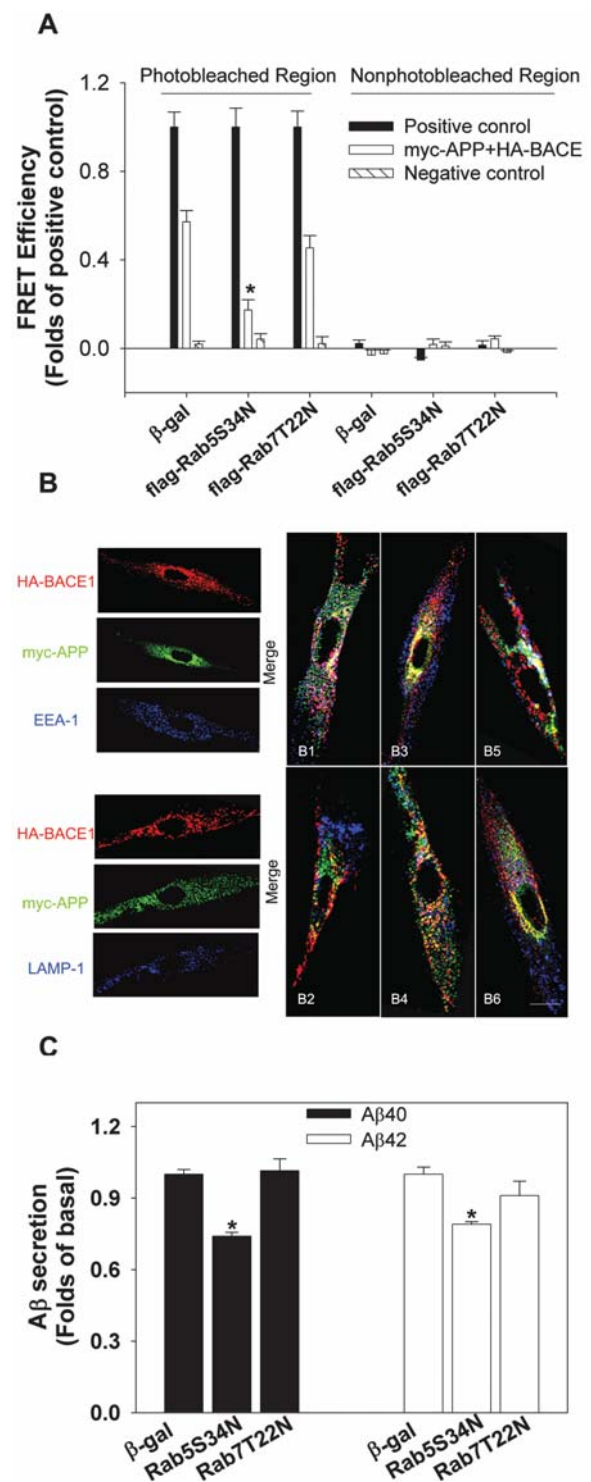 A
Photobleached Region Nonphotobleached Region
1.2
0.8
0.4
0.0
FRET Efficiency
(Folds of positive control)
Positive conrol
myc-APP+HA-BACE
Negative control
*
β-gal
flag-Rab5S34N
flag-Rab7T22N
β-gal
flag-Rab5S34N
flag-Rab7T22N
B
HA-BACE1
myc-APP
EEA-1
Merge
B1
B3
B5
HA-BACE1
myc-APP
LAMP-1
Merge
B2
B4
B6
C
Aβ40
Aβ42
1.2
0.9
0.6
0.3
0.0
Aβ secretion
(Folds of basal)
*
*
β-gal
Rab5S34N
Rab7T22N
β-gal
Rab5S34N
Rab7T22N